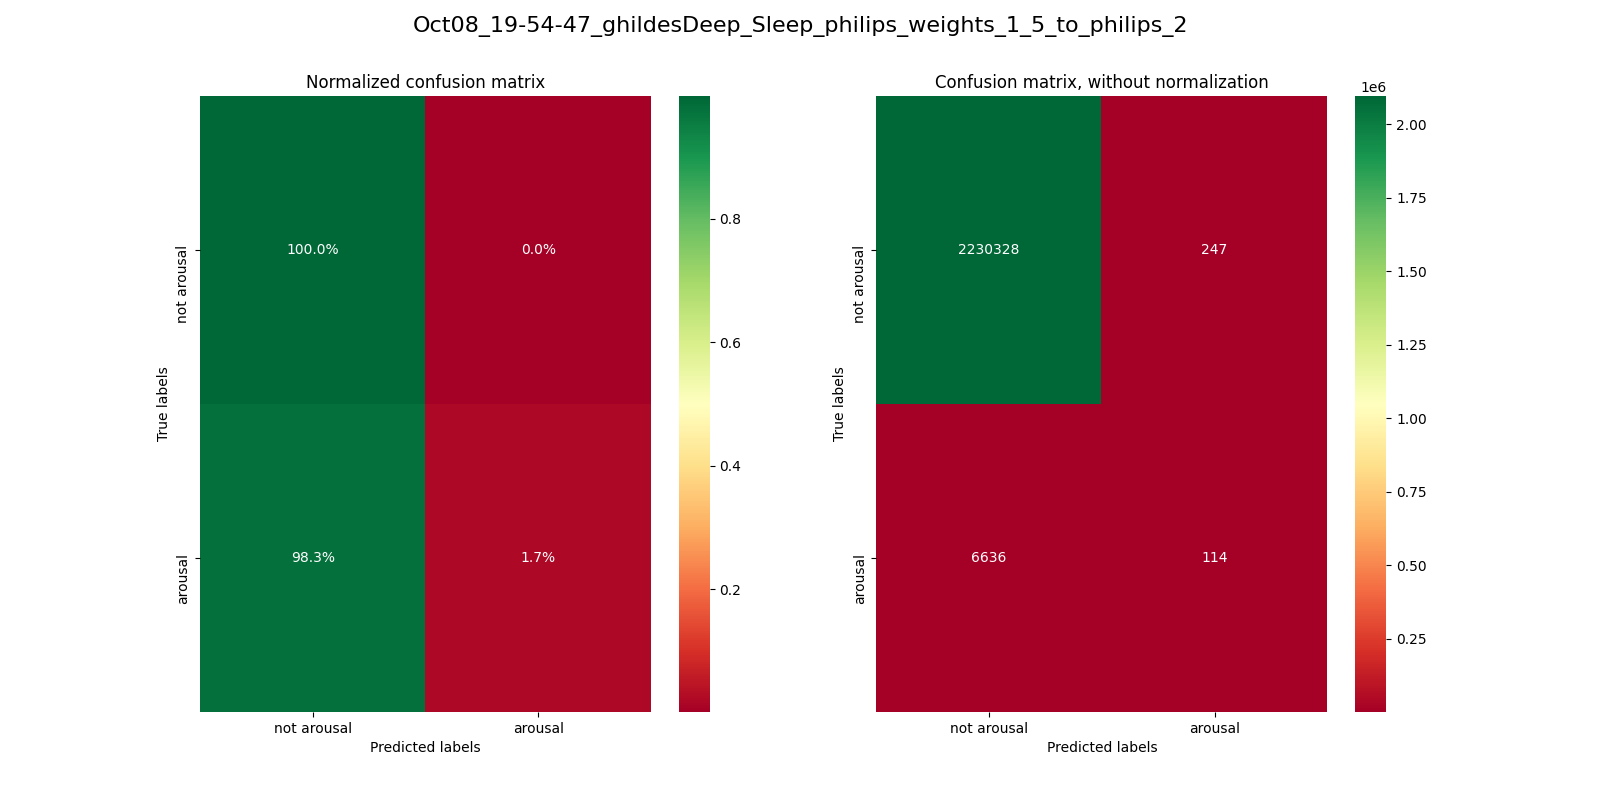 Oct08_19-54-47_ghildesDeep_Sleep_philips_weights_1_5_to_philips_2
Normalized confusion matrix
True labels
not arousal
arousal
100.0%
0.0%
98.3%
1.7%
not arousal
arousal
Predicted labels
0.8
0.6
0.4
0.2
Confusion matrix, without normalization
True labels
not arousal
arousal
2230328
247
6636
114
not arousal
arousal
Predicted labels
1e6
2.00
1.75
1.50
1.25
1.00
0.75
0.50
0.25